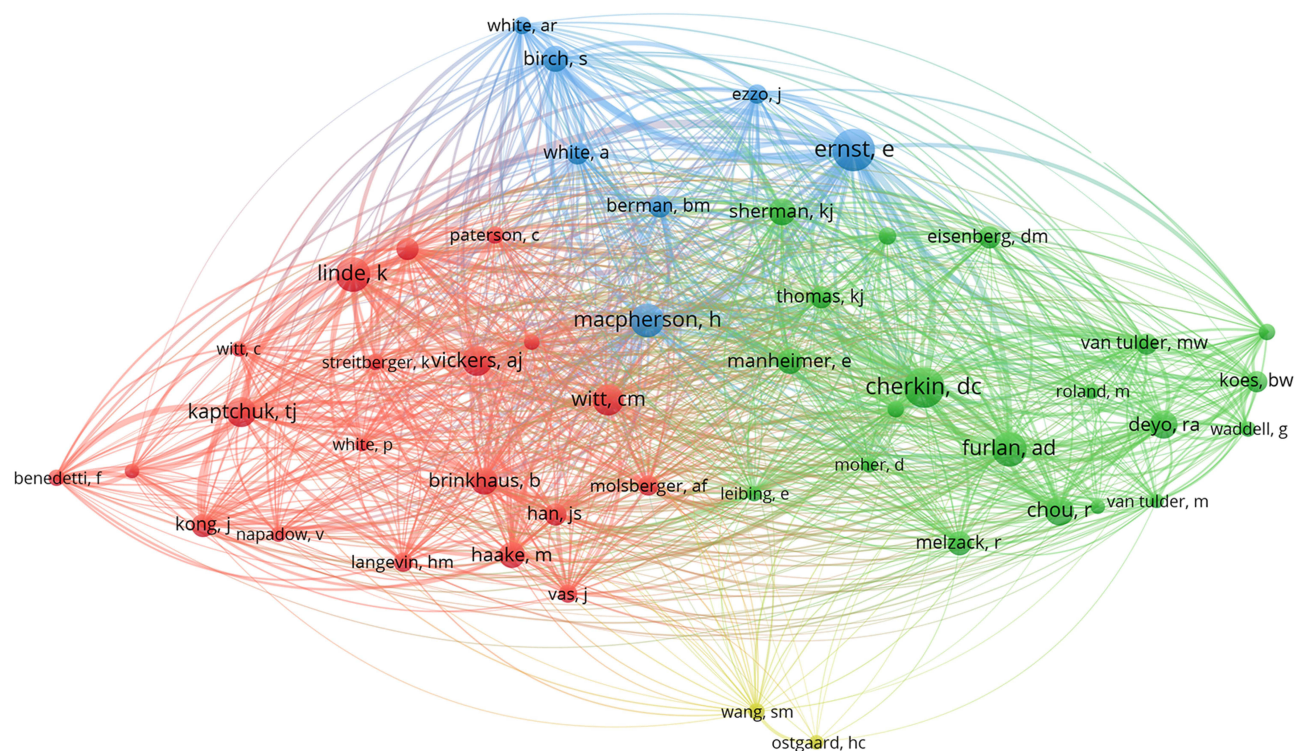 white, ar
birch, s
ezzo, j
ernst, e
white, a
berman, bm
sherman, kj
paterson, c
eisenberg, dm
linde, k
thomas, kj
macpherson, h
witt, c
streitberger, k
vickers, aj
manheimer, e
van tulder, mw
cherkin, dc
roland, m
koes, bw
kaptchuk, tj
witt, cm
deyo, ra
waddell, g
white, p
furlan, ad
moher, d
benedetti, f
brinkhaus, b
molsberger, af
leibing, e
van tulder, m
chou, r
kong, j
napadow, v
han, js
melzack, r
langevin, hm
haake, m
vas, j
wang, sm
ostgaard, hc